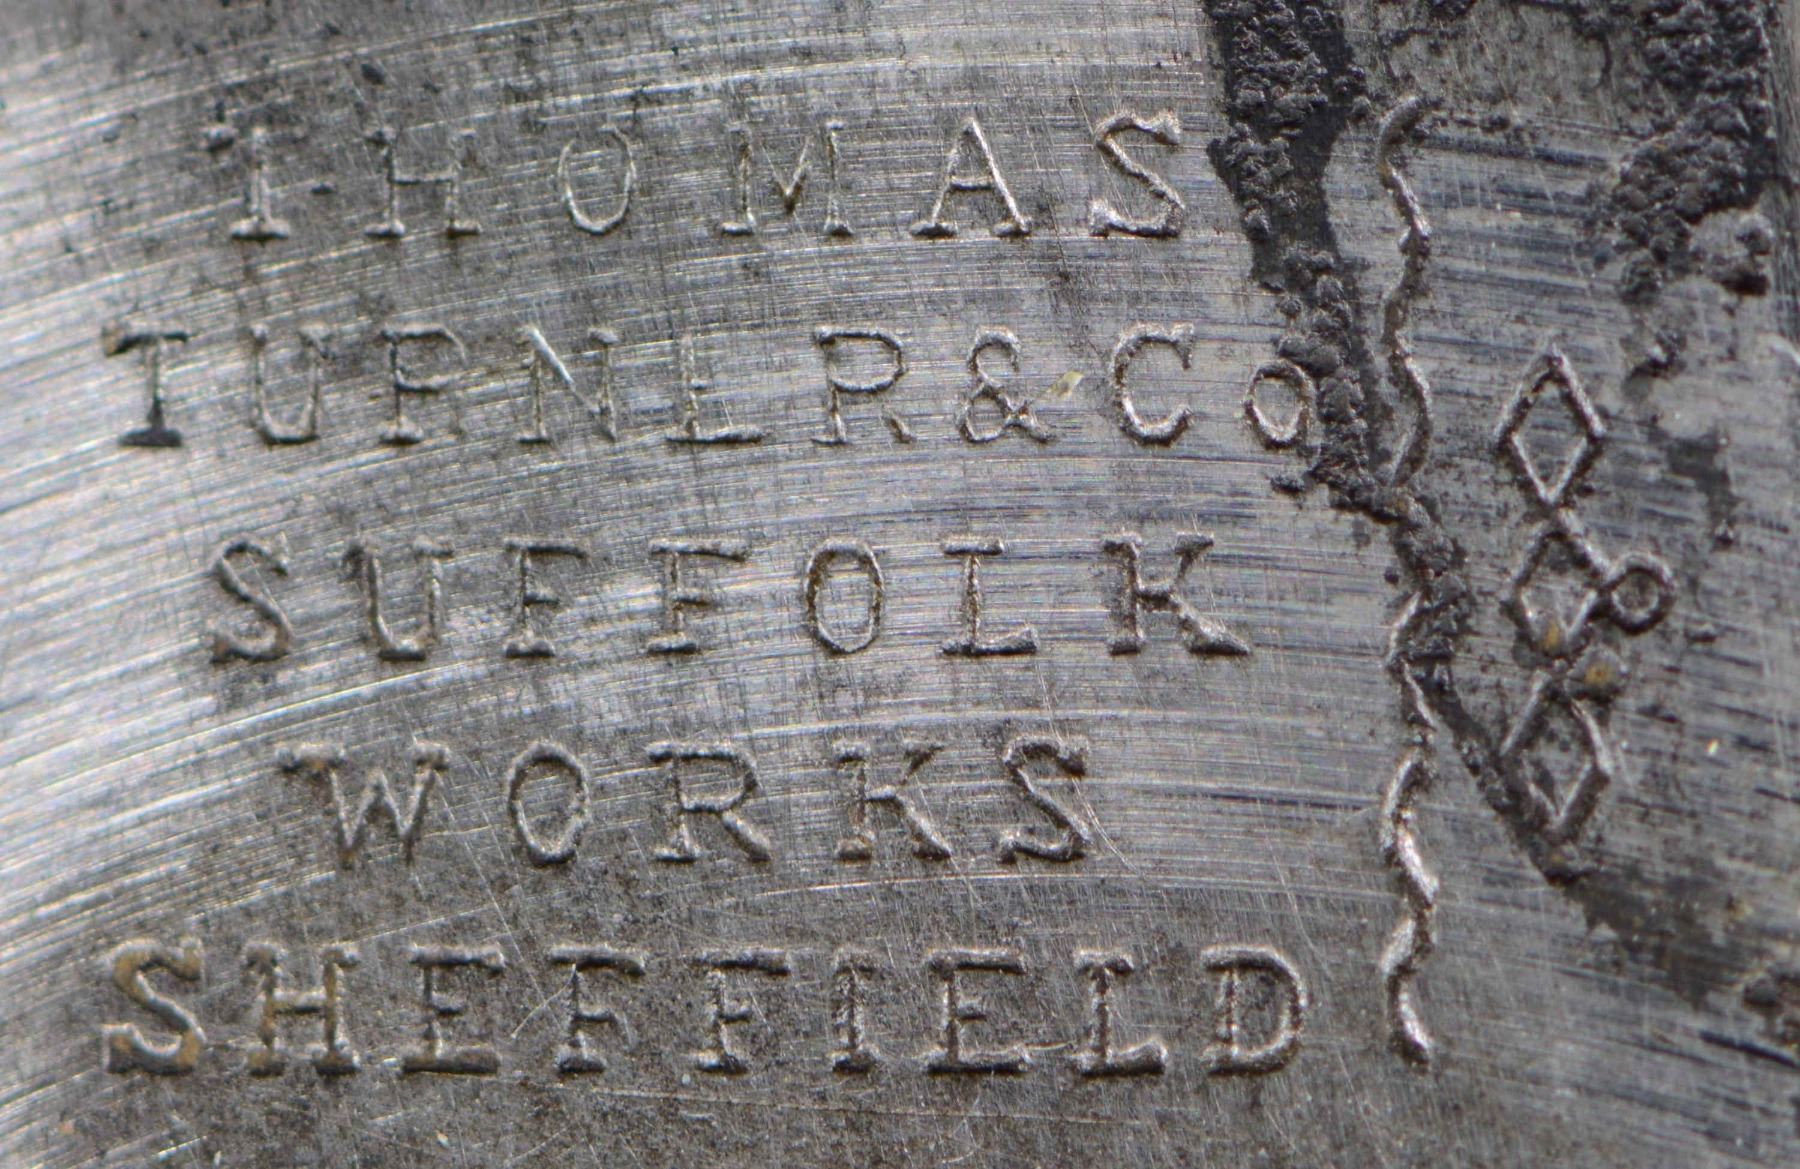 THOMAS
TURNER & Co
SUFFOLK
WORKS
SHEFFIELD